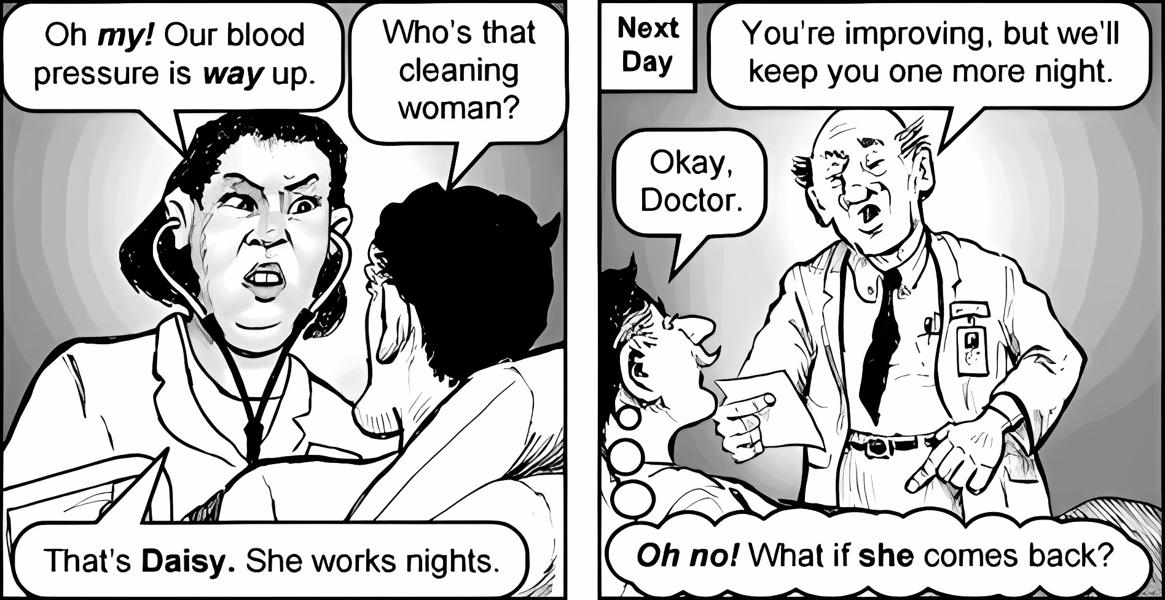 Oh my! Our blood
pressure is way up.
Who's that
cleaning
woman?
That's Daisy. She works nights.
Next
Day
You're improving, but we'll
keep you one more night.
Okay,
Doctor.
Oh no! What if she comes back?